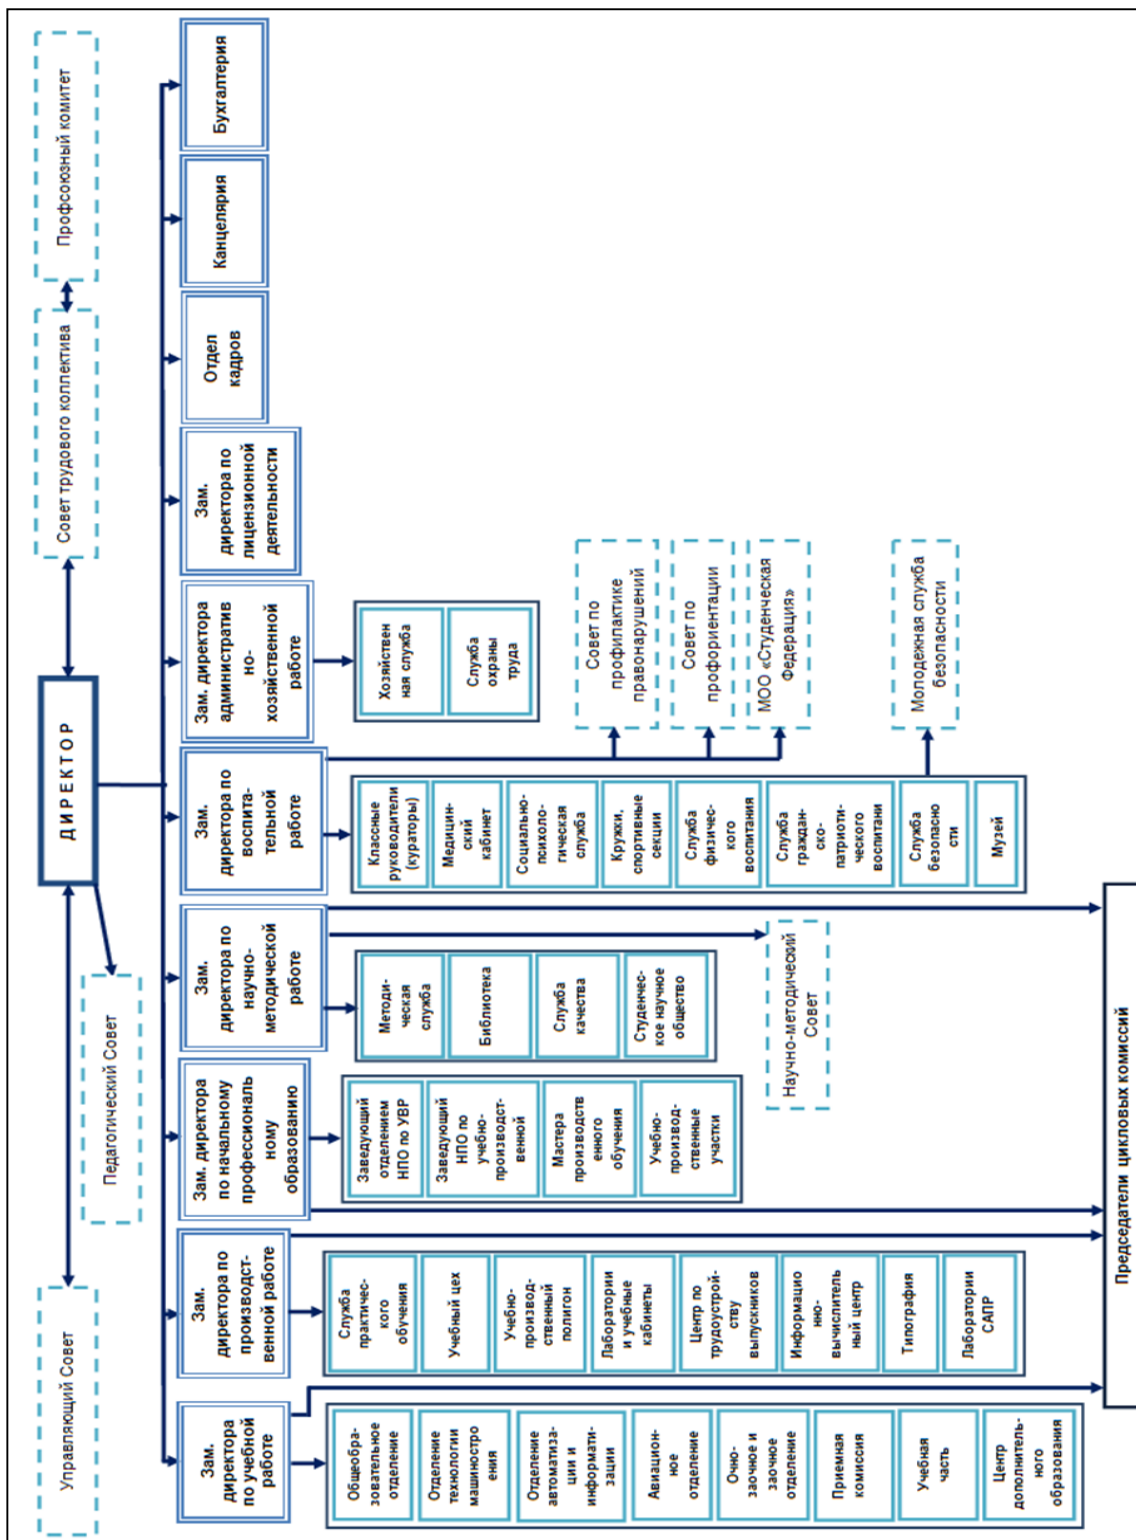 Управляющий Совет
Педагогический Совет
ДИРЕКТОР
Совет трудового коллектива
Профсоюзный комитет
Зам.
директора
по учебной
работе
Зам.
директора по
производст-
венной работе
Зам. директора
по начальному
профессиональ
ному
образованию
Зам.
директора по
научно-
методической
работе
Зам.
директора по
воспита-
тельной
работе
Зам. директора
административ
но-
хозяйственной
работе
Зам.
директора по
лицензионной
деятельности
Отдел
кадров
Канцелярия
Бухгалтерия
Общеобра-
зовательное
отделение
Отделение
технологии
машиностро
ения
Отделение
автоматиза-
ции и
информати-
зации
Авиацион-
ное
отделение
Очно-
заочное и
заочное
отделение
Приемная
комиссия
Учебная
часть
Центр
дополнитель-
ного
образования
Служба
практичес-
кого
обучения
Учебный цех
Учебно-
производ-
ственный
полигон
Лаборатории
и учебные
кабинеты
Центр по
трудоустрой-
ству
выпускников
Информацио
нно-
вычислитель
ный центр
Типография
Лаборатории
САПР
Заведующий
отделением
НПО по УВР
Заведующий
НПО по
учебно-
производст-
венной
Мастера
производств
енного
обучения
Учебно-
производ-
ственные
участки
Методи-
ческая
служба
Библиотека
Служба
качества
Студенчес-
кое научное
общество
Научно-методический
Совет
Классные
руководители
(кураторы)
Медицин-
ский
кабинет
Социально-
психоло-
гическая
служба
Кружки,
спортивные
секции
Служба
физичес-
кого
воспитания
Служба
граждан-
ско-
патриоти-
ческого
воспитани
Служба
безопасно
сти
Музей
Хозяйствен
ная служба
Служба
охраны
труда
Совет по
профилактике
правонарушений
Совет по
профориентации
МОО «Студенческая
Федерация»
Молодежная служба
безопасности
Председатели цикловых комиссий